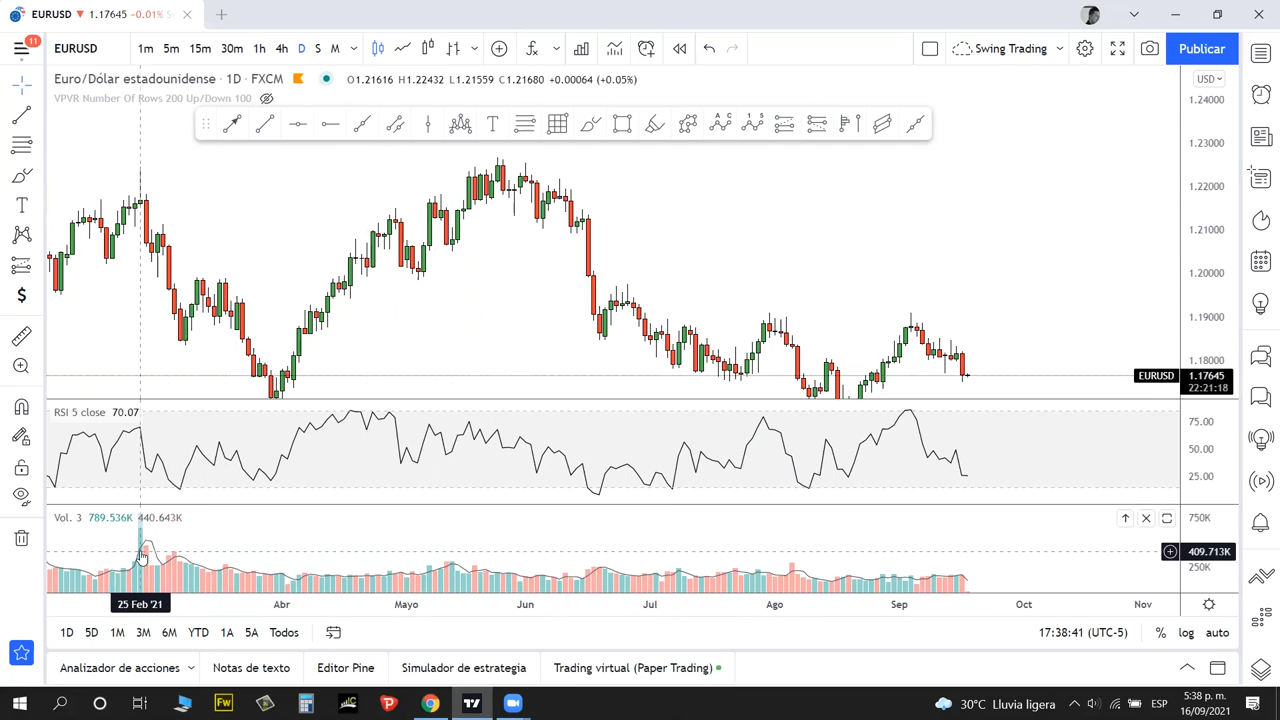 EURUSD ▼ 1.17645 −0.01%
11
EURUSD 1m 5m 15m 30m 1h 4h D S M
Swing Trading
Publicar
Euro/Dólar estadounidense · 1D · FXCM O1.21616 H1.22432 L1.21559 C1.21680 +0.00064 (+0.05%)
USD
VPVR Number Of Rows 200 Up/Down 100
1.24000
1.23000
1.22000
1.21000
1.20000
1.19000
1.18000
EURUSD 1.17645
22:21:18
RSI 5 close 70.07
75.00
50.00
25.00
Vol. 3 789.536K 440.643K
750K
409.713K
250K
25 Feb '21 Abr Mayo Jun Jul Ago Sep Oct Nov
1D 5D 1M 3M 6M YTD 1A 5A Todos
17:38:41 (UTC-5) % log auto
Analizador de acciones Notas de texto Editor Pine Simulador de estrategia Trading virtual (Paper Trading)
Fw
30°C Lluvia ligera ESP
5:38 p. m.
16/09/2021